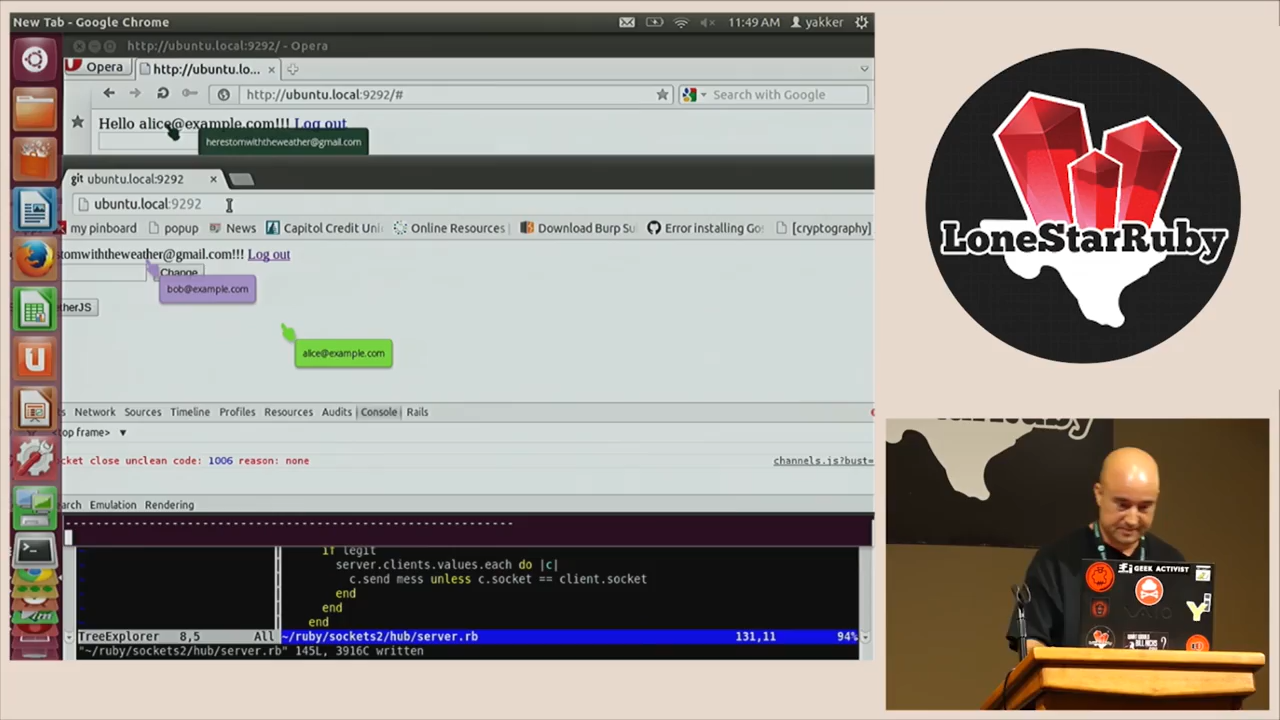 New Tab - Google Chrome
11:49 AM
yakker
http://ubuntu.local:9292/ - Opera
Opera
http://ubuntu.lo...
http://ubuntu.local:9292/#
Search with Google
Hello alice@example.com!!! Log out
herestomwiththeweather@gmail.com
git ubuntu.local:9292
ubuntu.local:9292
my pinboard
popup
News
Capitol Credit Uni
Online Resources
Download Burp Su
Error installing Go
[cryptography]
stomwiththeweather@gmail.com!!! Log out
Change
bob@example.com
therJS
alice@example.com
ts Network Sources Timeline Profiles Resources Audits Console Rails
<top frame> ▼
cket close unclean code: 1006 reason: none
channels.js?bust=
arch Emulation Rendering
if legit
server.clients.values.each do |c|
c.send mess unless c.socket == client.socket
end
end
end
TreeExplorer 8,5 All
~/ruby/sockets2/hub/server.rb 131,11 94%
"~/ruby/sockets2/hub/server.rb" 145L, 3916C written
LoneStarRuby
GEEK ACTIVIST
VAIO
Y